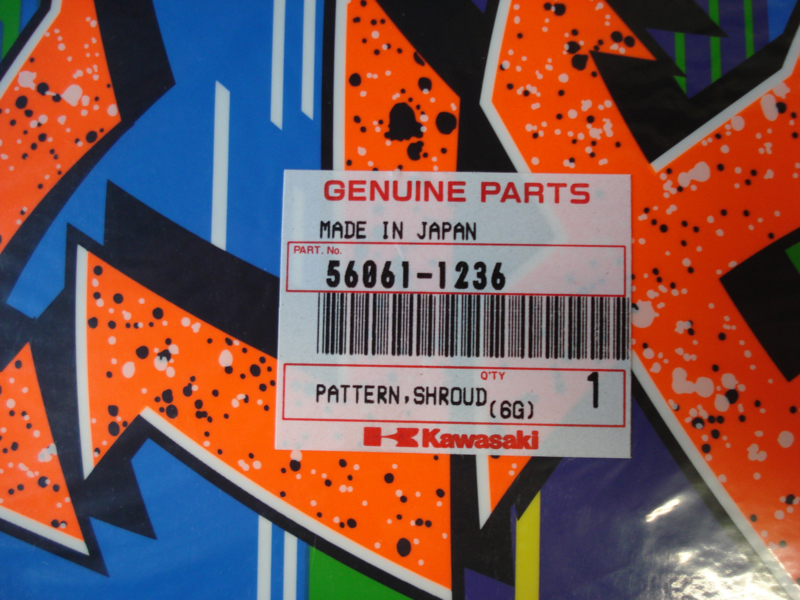 GENUINE PARTS
MADE IN JAPAN
PART. No.
56061-1236
Q'TY
PATTERN,SHROUD(6G) 1
Kawasaki